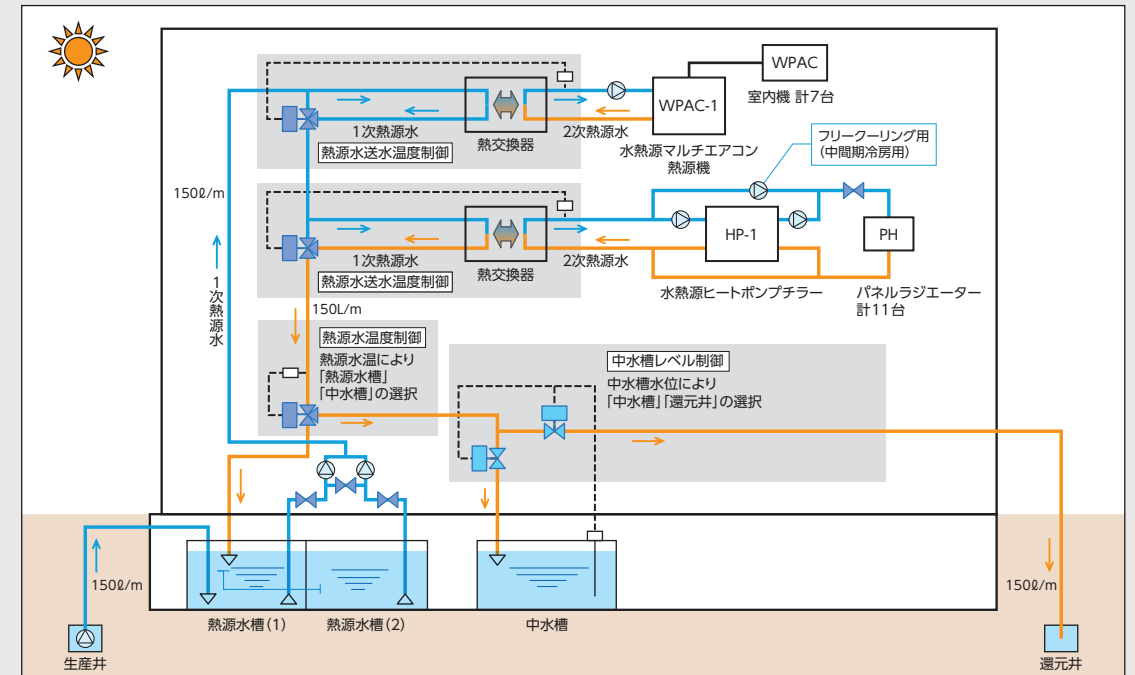 WPAC
室内機 計7台
WPAC-1
水熱源マルチエアコン
熱源機
1次熱源水
熱源水送水温度制御
熱交換器
2次熱源水
フリークーリング用
（中間期冷房用）
150ℓ/m
HP-1
PH
1次熱源水
熱源水送水温度制御
熱交換器
2次熱源水
水熱源ヒートポンプチラー
パネルラジエーター
計11台
1次熱源水
150L/m
熱源水温度制御
熱源水温により
「熱源水槽」
「中水槽」の選択
中水槽レベル制御
中水槽水位により
「中水槽」「還元井」の選択
150ℓ/m
150ℓ/m
熱源水槽(1)
熱源水槽(2)
中水槽
生産井
還元井